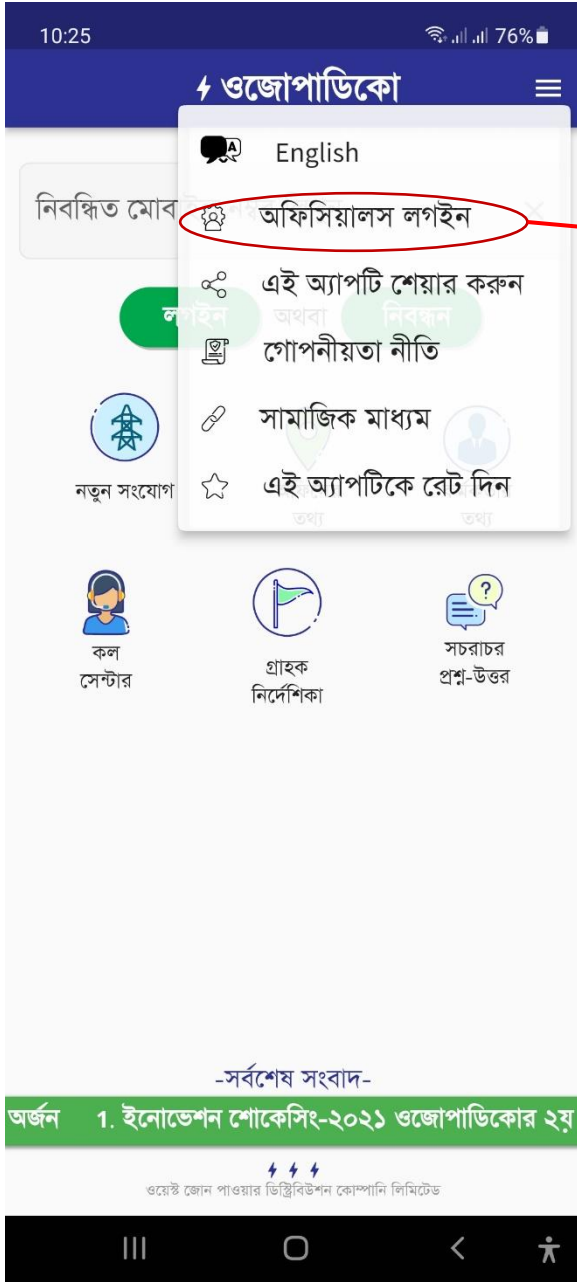 10:25
76%
ওজোপাডিকো
English
নিবন্ধিত মোব
অফিসিয়ালস লগইন
এই অ্যাপটি শেয়ার করুন
লগইন অথবা নিবন্ধন
গোপনীয়তা নীতি
সামাজিক মাধ্যম
নতুন সংযোগ
এই অ্যাপটিকে রেট দিন
তথ্য
তথ্য
কল
সেন্টার
গ্রাহক
নির্দেশিকা
সচরাচর
প্রশ্ন-উত্তর
-সর্বশেষ সংবাদ-
অর্জন 1. ইনোভেশন শোকেসিং-২০২১ ওজোপাডিকোর ২য়
ওয়েস্ট জোন পাওয়ার ডিস্ট্রিবিউশন কোম্পানি লিমিটেড